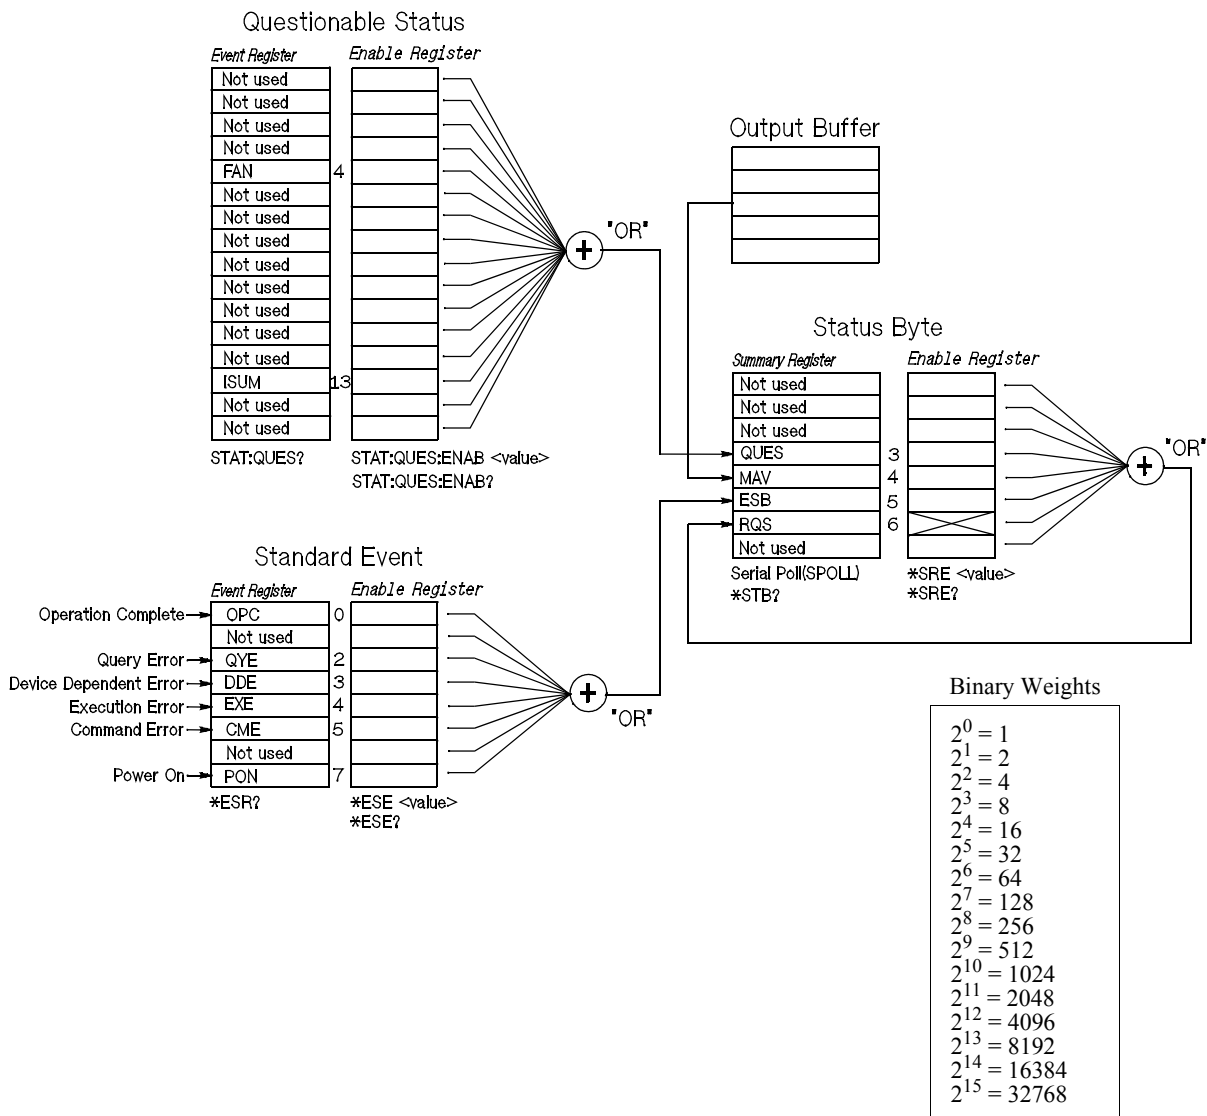 Questionable Status
Event Register Enable Register
Not used
Not used
Not used
Not used
FAN 4
Not used
Not used
Not used
Not used
Not used
Not used
Not used
Not used
ISUM 13
Not used
Not used
STAT:QUES? STAT:QUES:ENAB <value>
STAT:QUES:ENAB?
+
"OR"
Output Buffer
Status Byte
Summary Register Enable Register
Not used
Not used
Not used
QUES 3
MAV 4
ESB 5
RQS 6
Not used
Serial Poll(SPOLL) *SRE <value>
*STB? *SRE?
+
"OR"
Standard Event
Event Register Enable Register
Operation Complete OPC 0
Not used
Query Error QYE 2
Device Dependent Error DDE 3
Execution Error EXE 4
Command Error CME 5
Not used
Power On PON 7
*ESR? *ESE <value>
*ESE?
+
"OR"
Binary Weights
2^0 = 1
2^1 = 2
2^2 = 4
2^3 = 8
2^4 = 16
2^5 = 32
2^6 = 64
2^7 = 128
2^8 = 256
2^9 = 512
2^10 = 1024
2^11 = 2048
2^12 = 4096
2^13 = 8192
2^14 = 16384
2^15 = 32768